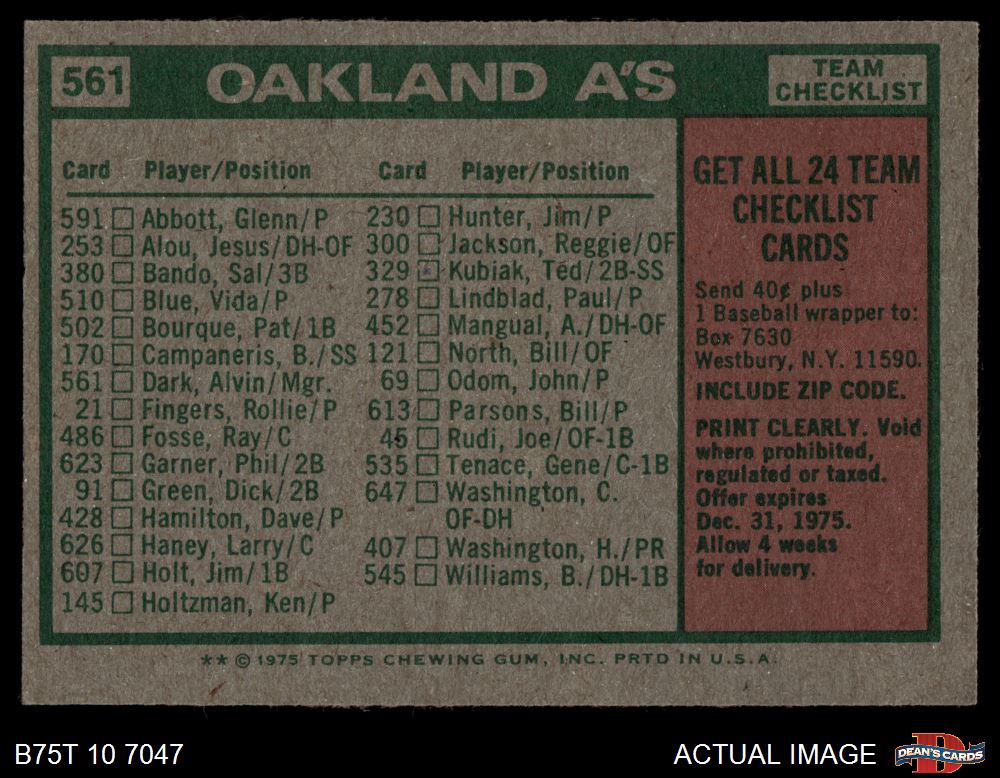 561 OAKLAND A'S TEAM CHECKLIST
Card Player/Position
591 Abbott, Glenn/P
253 Alou, Jesus/DH-OF
380 Bando, Sal/3B
510 Blue, Vida/P
502 Bourque, Pat/1B
170 Campaneris, B./SS
561 Dark, Alvin/Mgr.
21 Fingers, Rollie/P
486 Fosse, Ray/C
623 Garner, Phil/2B
91 Green, Dick/2B
428 Hamilton, Dave/P
626 Haney, Larry/C
607 Holt, Jim/1B
145 Holtzman, Ken/P
Card Player/Position
230 Hunter, Jim/P
300 Jackson, Reggie/OF
329 Kubiak, Ted/2B-SS
278 Lindblad, Paul/P
452 Mangual, A./DH-OF
121 North, Bill/OF
69 Odom, John/P
613 Parsons, Bill/P
45 Rudi, Joe/OF-1B
535 Tenace, Gene/C-1B
647 Washington, C.
OF-DH
407 Washington, H./PR
545 Williams, B./DH-1B
GET ALL 24 TEAM
CHECKLIST
CARDS
Send 40¢ plus
1 Baseball wrapper to:
Box 7630
Westbury, N.Y. 11590.
INCLUDE ZIP CODE.
PRINT CLEARLY. Void
where prohibited,
regulated or taxed.
Offer expires
Dec. 31, 1975.
Allow 4 weeks
for delivery.
** © 1975 TOPPS CHEWING GUM, INC. PRTD IN U.S.A.
B75T 10 7047
ACTUAL IMAGE
DEAN'S CARDS